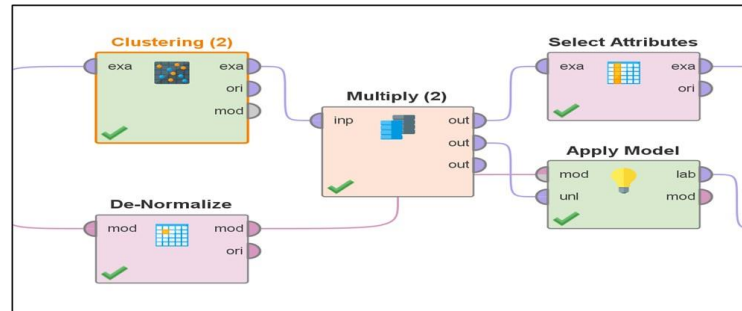 Clustering (2)
exa
exa
ori
mod
Multiply (2)
inp
out
out
out
Select Attributes
exa
exa
ori
Apply Model
mod
lab
unl
mod
De-Normalize
mod
mod
ori